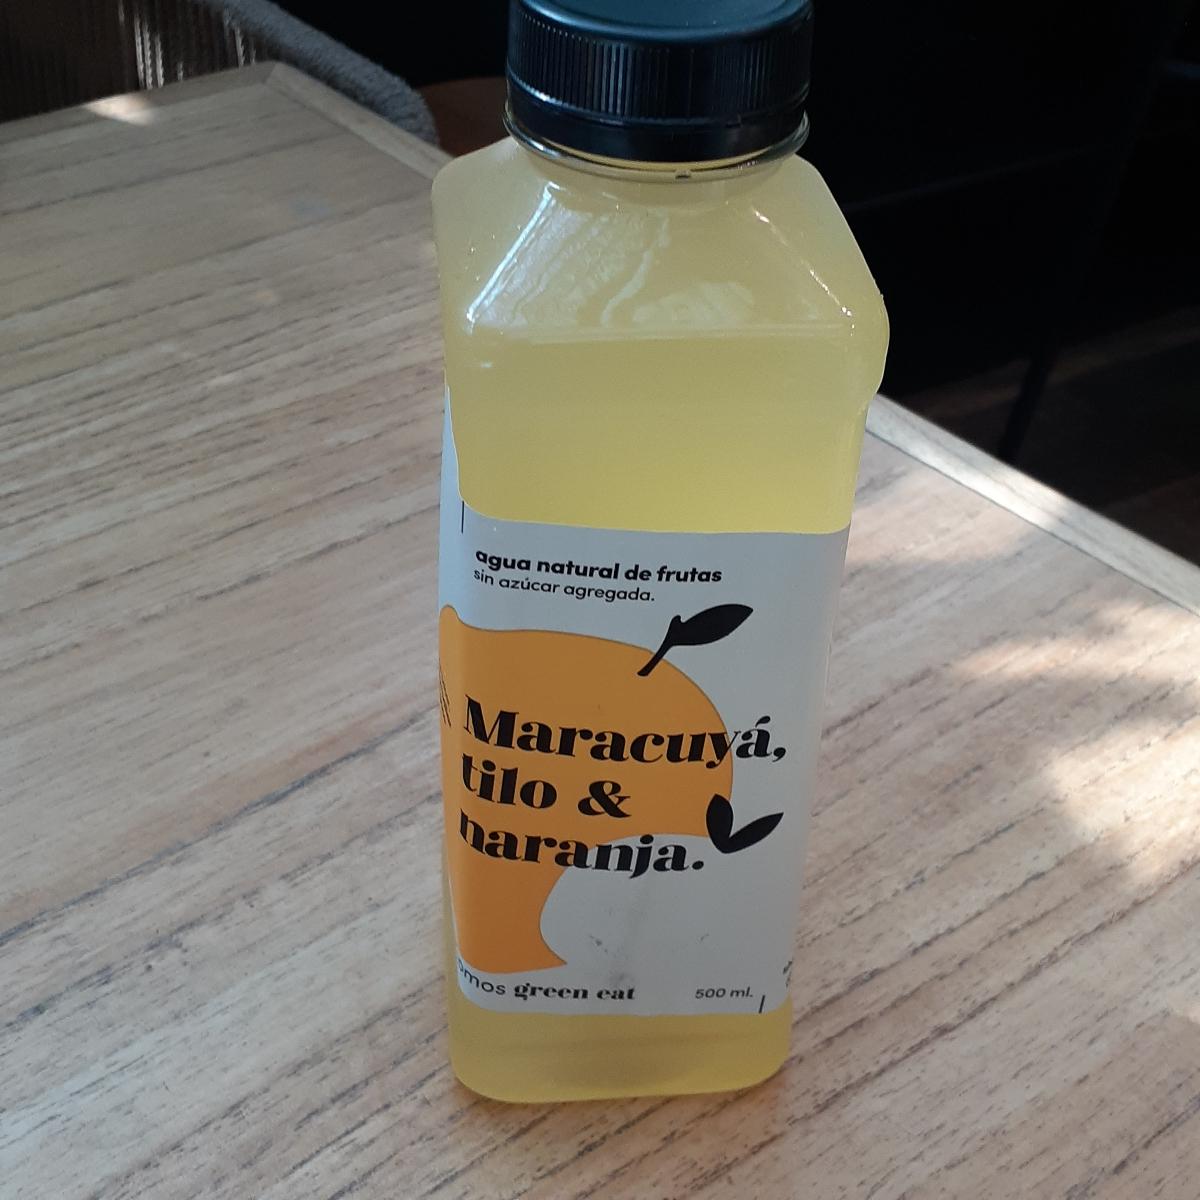 agua natural de frutas
sin azúcar agregada.
Maracuyá,
tilo &
naranja.
green eat
500 ml.